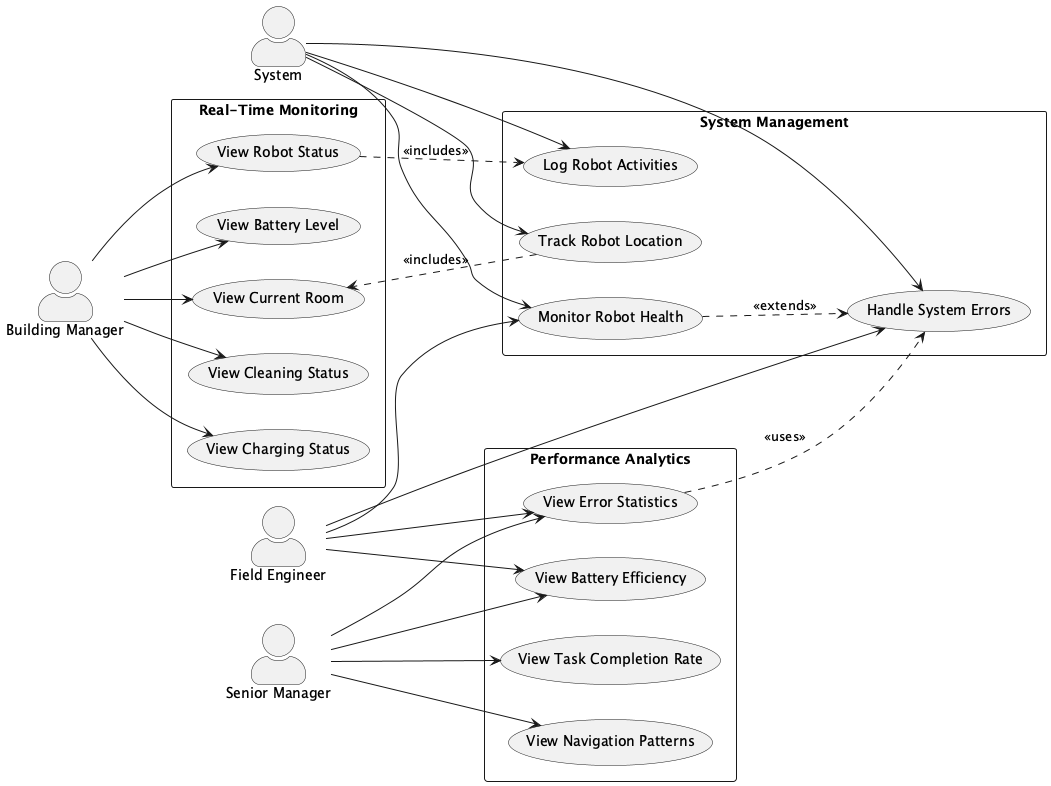 System
Real-Time Monitoring
System Management
View Robot Status
«includes»
Log Robot Activities
View Battery Level
Track Robot Location
«includes»
View Current Room
Monitor Robot Health
«extends»
Handle System Errors
Building Manager
View Cleaning Status
«uses»
View Charging Status
Performance Analytics
View Error Statistics
Field Engineer
View Battery Efficiency
View Task Completion Rate
Senior Manager
View Navigation Patterns